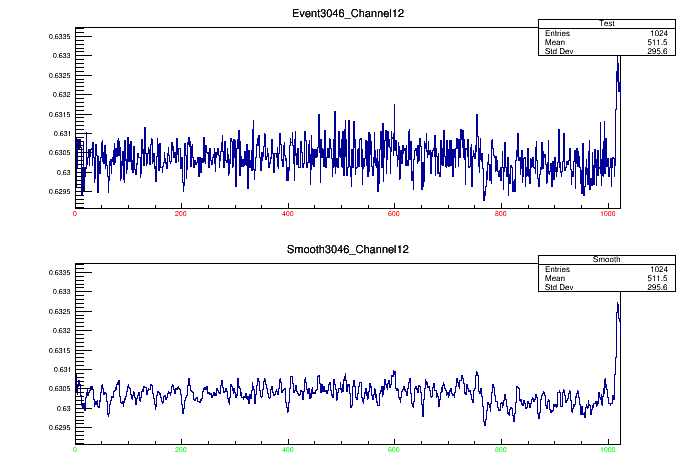 Event3046_Channel12
Test
Entries 1024
Mean 511.5
Std Dev 295.6
0.6335
0.633
0.6325
0.632
0.6315
0.631
0.6305
0.63
0.6295
0 200 400 600 800 1000
Smooth3046_Channel12
Smooth
Entries 1024
Mean 511.5
Std Dev 295.6
0.6335
0.633
0.6325
0.632
0.6315
0.631
0.6305
0.63
0.6295
0 200 400 600 800 1000